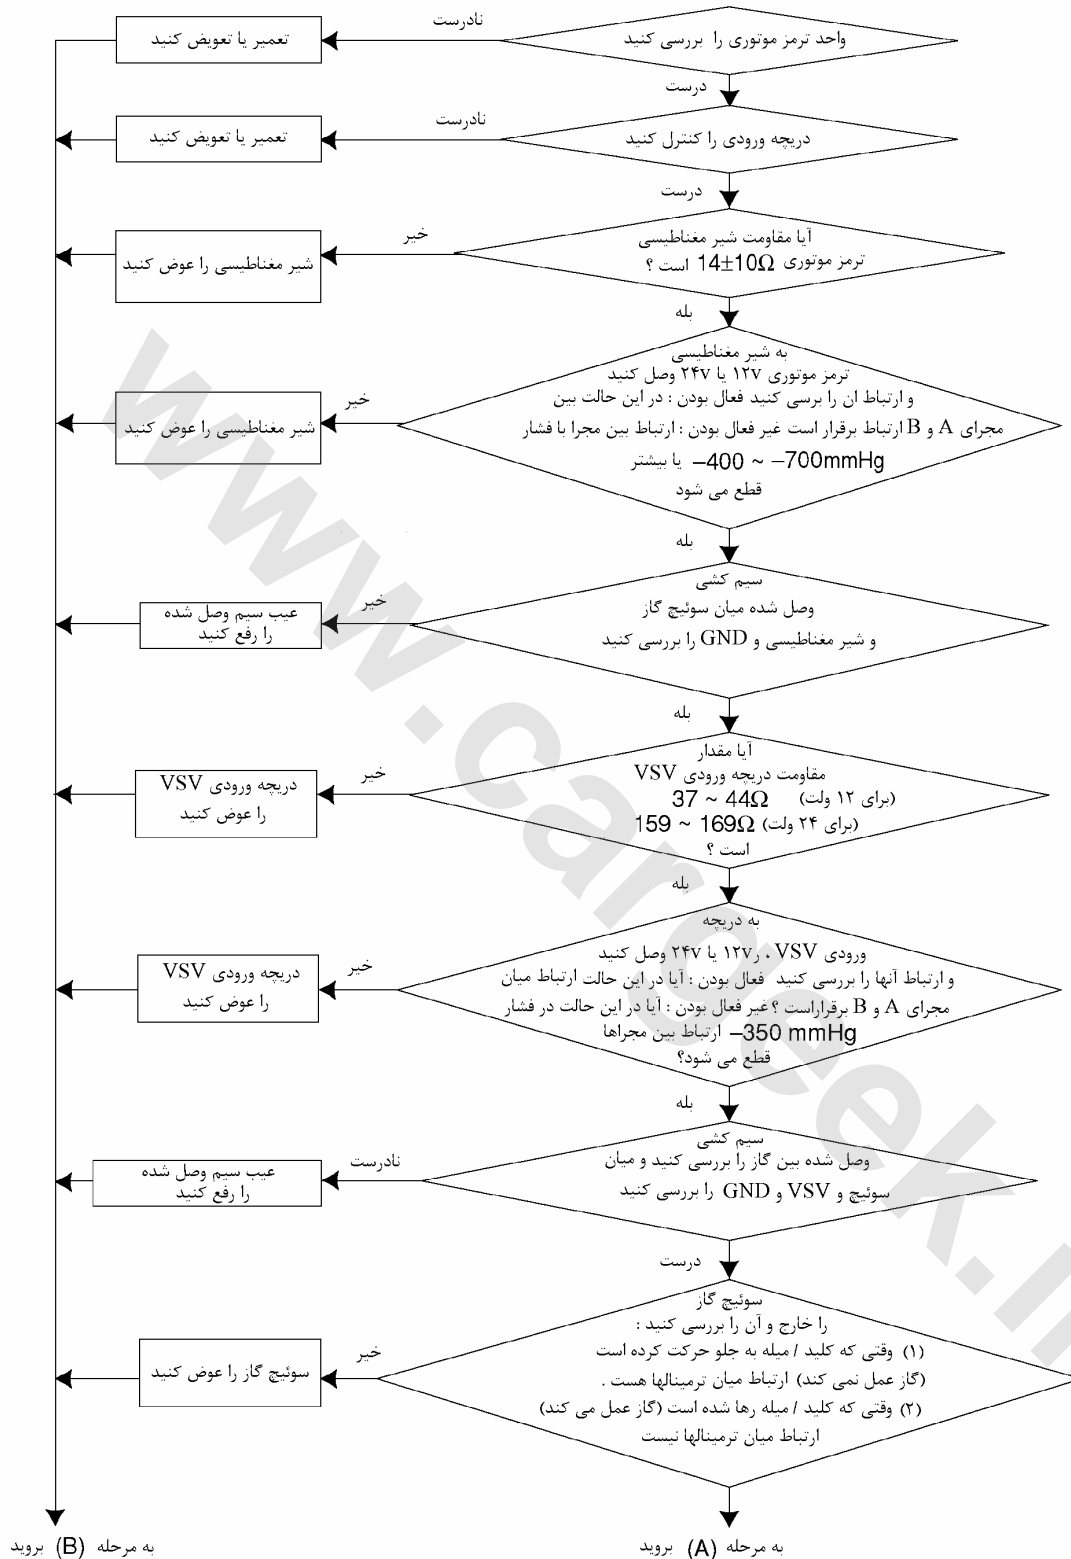 واحد ترمز موتوری را بررسی کنید
نادرست
تعمیر یا تعویض کنید
درست
دریچه ورودی را کنترل کنید
نادرست
تعمیر یا تعویض کنید
درست
آیا مقاومت شیر مغناطیسی
ترمز موتوری 14±10Ω است ؟
خیر
شیر مغناطیسی را عوض کنید
بله
به شیر مغناطیسی
ترمز موتوری ۱۲v یا ۲۴v وصل کنید
و ارتباط ان را برسی کنید فعال بودن : در این حالت بین
مجرای A و B ارتباط برقرار است غیر فعال بودن : ارتباط بین مجرا با فشار
–400 ~ –700mmHg یا بیشتر
قطع می شود
خیر
شیر مغناطیسی را عوض کنید
بله
سیم کشی
وصل شده میان سوئیچ گاز
و شیر مغناطیسی و GND را بررسی کنید
خیر
عیب سیم وصل شده
را رفع کنید
بله
آیا مقدار
مقاومت دریچه ورودی VSV
(برای ۱۲ ولت) 37 ~ 44Ω
(برای ۲۴ ولت) 159 ~ 169Ω
است ؟
خیر
دریچه ورودی VSV
را عوض کنید
بله
به دریچه
ورودی VSV ، ر۱۲v یا ۲۴v وصل کنید
و ارتباط آنها را بررسی کنید فعال بودن : آیا در این حالت ارتباط میان
مجرای A و B برقراراست ؟ غیر فعال بودن : آیا در این حالت در فشار
–350 mmHg ارتباط بین مجراها
قطع می شود؟
خیر
دریچه ورودی VSV
را عوض کنید
بله
سیم کشی
وصل شده بین گاز را بررسی کنید و میان
سوئیچ و VSV و GND را بررسی کنید
نادرست
عیب سیم وصل شده
را رفع کنید
درست
سوئیچ گاز
را خارج و آن را بررسی کنید :
(۱) وقتی که کلید / میله به جلو حرکت کرده است
(گاز عمل نمی کند) ارتباط میان ترمینالها هست .
(۲) وقتی که کلید / میله رها شده است (گاز عمل می کند)
ارتباط میان ترمینالها نیست
خیر
سوئیچ گاز را عوض کنید
به مرحله (A) بروید
به مرحله (B) بروید